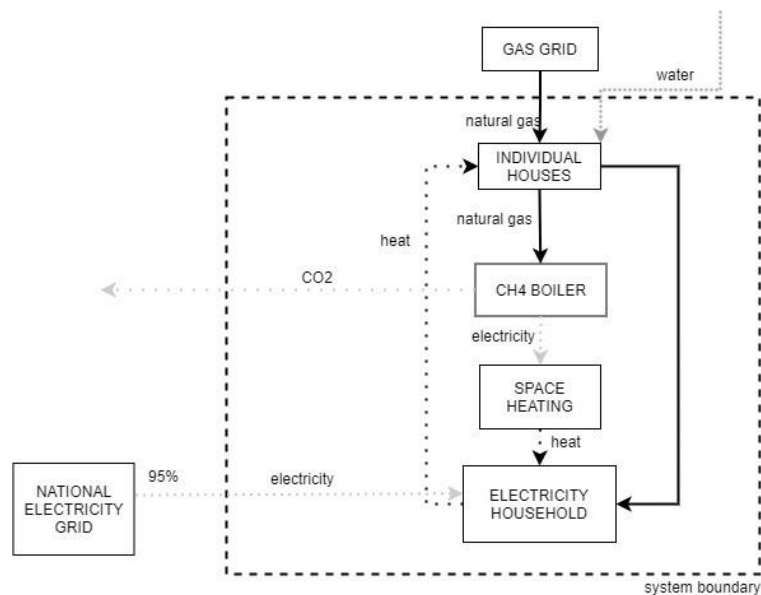 GAS GRID
water
natural gas
INDIVIDUAL
HOUSES
natural gas
heat
CO2
CH4 BOILER
electricity
SPACE
HEATING
heat
95%
electricity
NATIONAL
ELECTRICITY
GRID
ELECTRICITY
HOUSEHOLD
system boundary